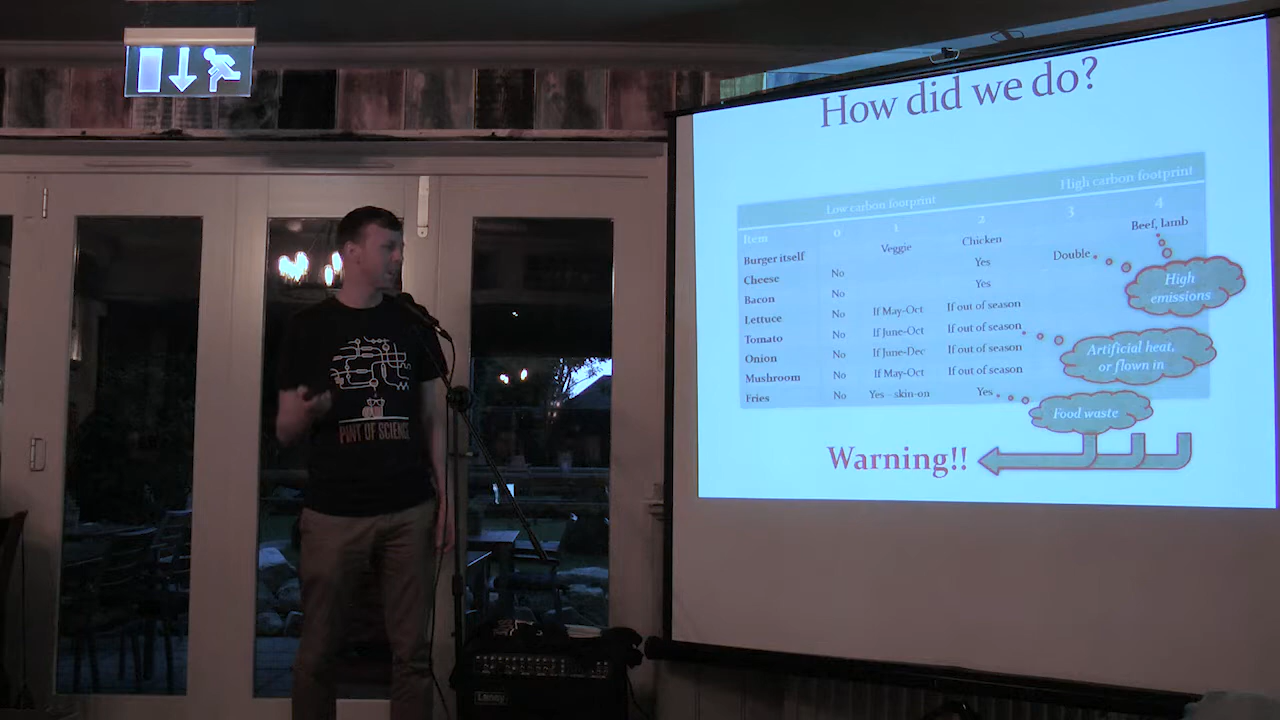 How did we do?
Low carbon footprint High carbon footprint
Item 0 1 2 3 4
Burger itself Veggie Chicken Beef, lamb
Cheese No Yes Double
Bacon No Yes
Lettuce No If May-Oct If out of season
Tomato No If June-Oct If out of season
Onion No If June-Dec If out of season
Mushroom No If May-Oct If out of season
Fries No Yes – skin-on Yes
High
emissions
Artificial heat,
or flown in
Food waste
Warning!!
PINT OF SCIENCE
Laney